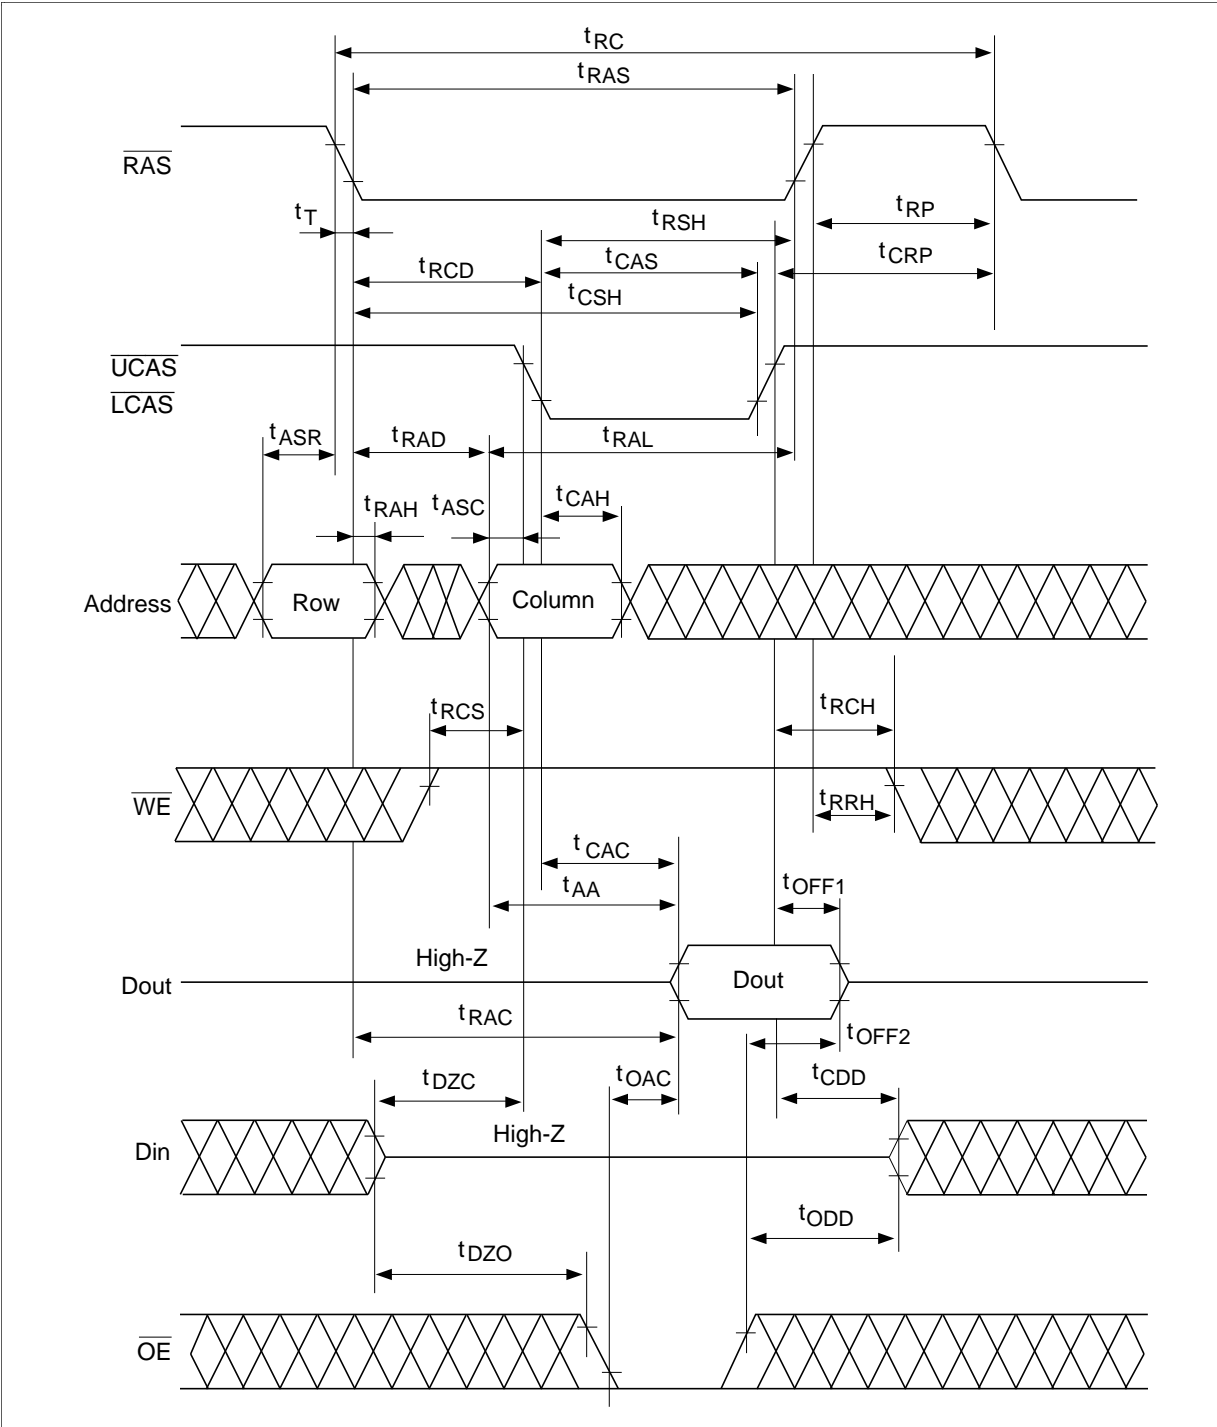 tRC
tRAS
RAS
tT
tRP
tRSH
tCRP
tCAS
tRCD
tCSH
UCAS
LCAS
tASR
tRAD
tRAL
tRAH
tASC
tCAH
Address
Row
Column
tRCS
tRCH
WE
tRRH
tCAC
tAA
tOFF1
High-Z
Dout
Dout
tRAC
tOFF2
tDZC
tOAC
tCDD
High-Z
Din
tODD
tDZO
OE